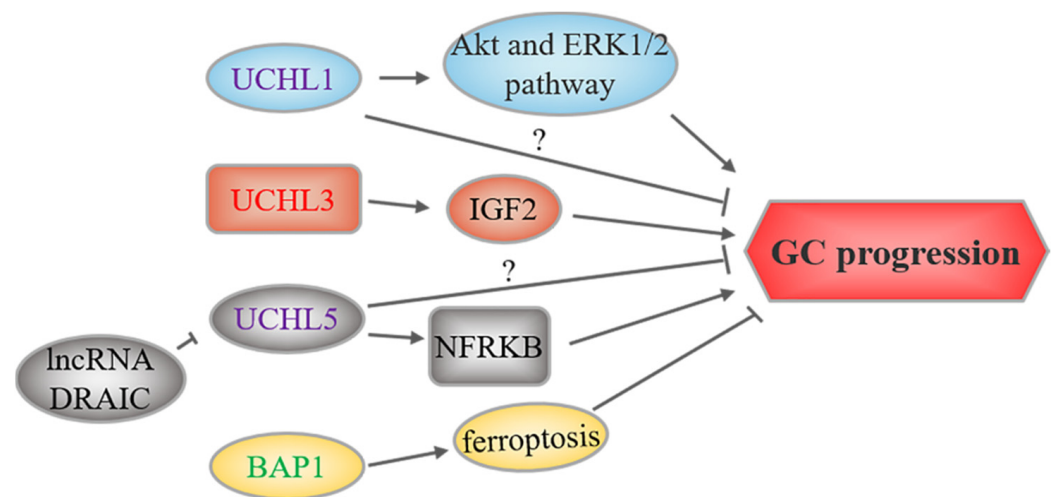 UCHL1
Akt and ERK1/2
pathway
?
UCHL3
IGF2
GC progression
?
UCHL5
NFRKB
lncRNA
DRAIC
BAP1
ferroptosis